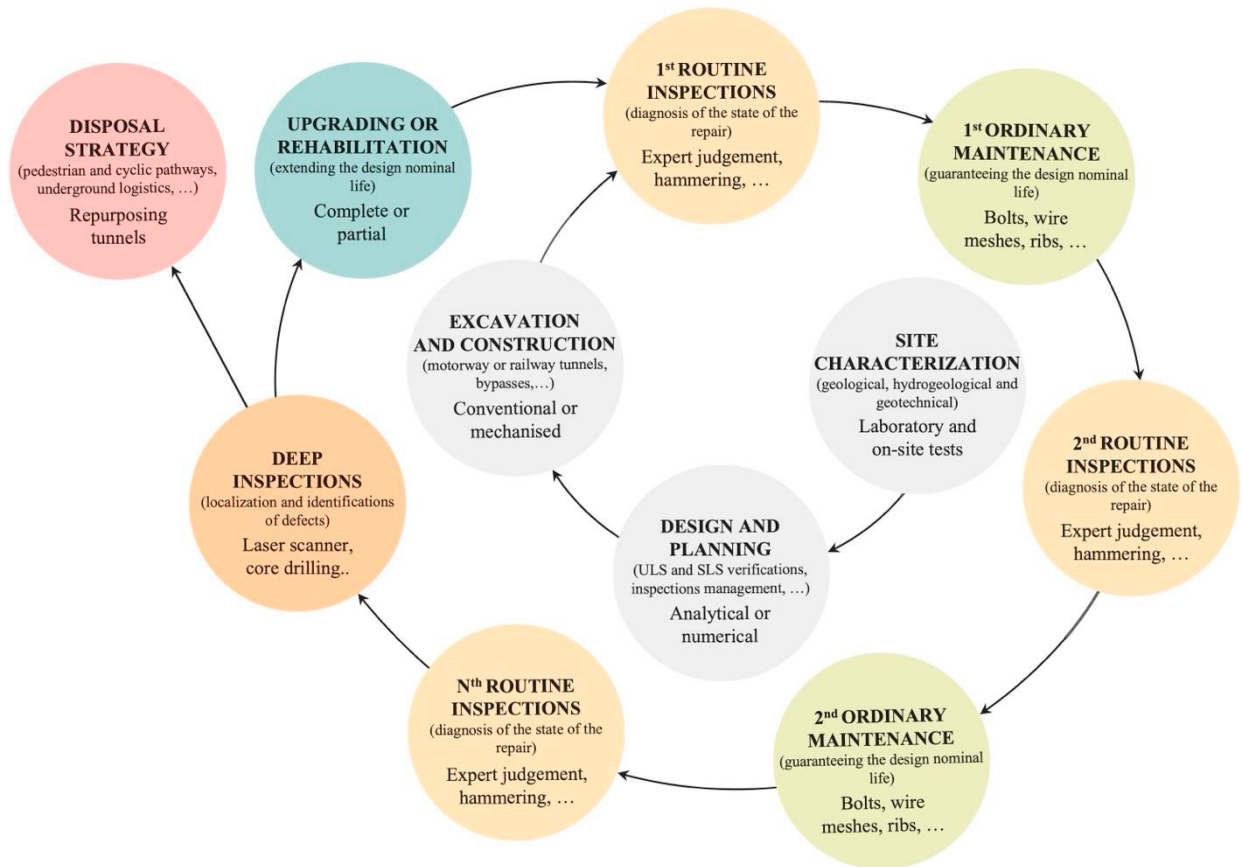 DISPOSAL
STRATEGY
(pedestrian and cyclic pathways,
underground logistics, …)
Repurposing
tunnels
UPGRADING OR
REHABILITATION
(extending the design nominal
life)
Complete or
partial
1st ROUTINE
INSPECTIONS
(diagnosis of the state of the
repair)
Expert judgement,
hammering, …
1st ORDINARY
MAINTENANCE
(guaranteeing the design nominal
life)
Bolts, wire
meshes, ribs, …
EXCAVATION
AND CONSTRUCTION
(motorway or railway tunnels,
bypasses,…)
Conventional or
mechanised
SITE
CHARACTERIZATION
(geological, hydrogeological and
geotechnical)
Laboratory and
on-site tests
2nd ROUTINE
INSPECTIONS
(diagnosis of the state of the
repair)
Expert judgement,
hammering, …
DEEP
INSPECTIONS
(localization and identifications
of defects)
Laser scanner,
core drilling..
DESIGN AND
PLANNING
(ULS and SLS verifications,
inspections management, …)
Analytical or
numerical
Nth ROUTINE
INSPECTIONS
(diagnosis of the state of the
repair)
Expert judgement,
hammering, …
2nd ORDINARY
MAINTENANCE
(guaranteeing the design nominal
life)
Bolts, wire
meshes, ribs, …